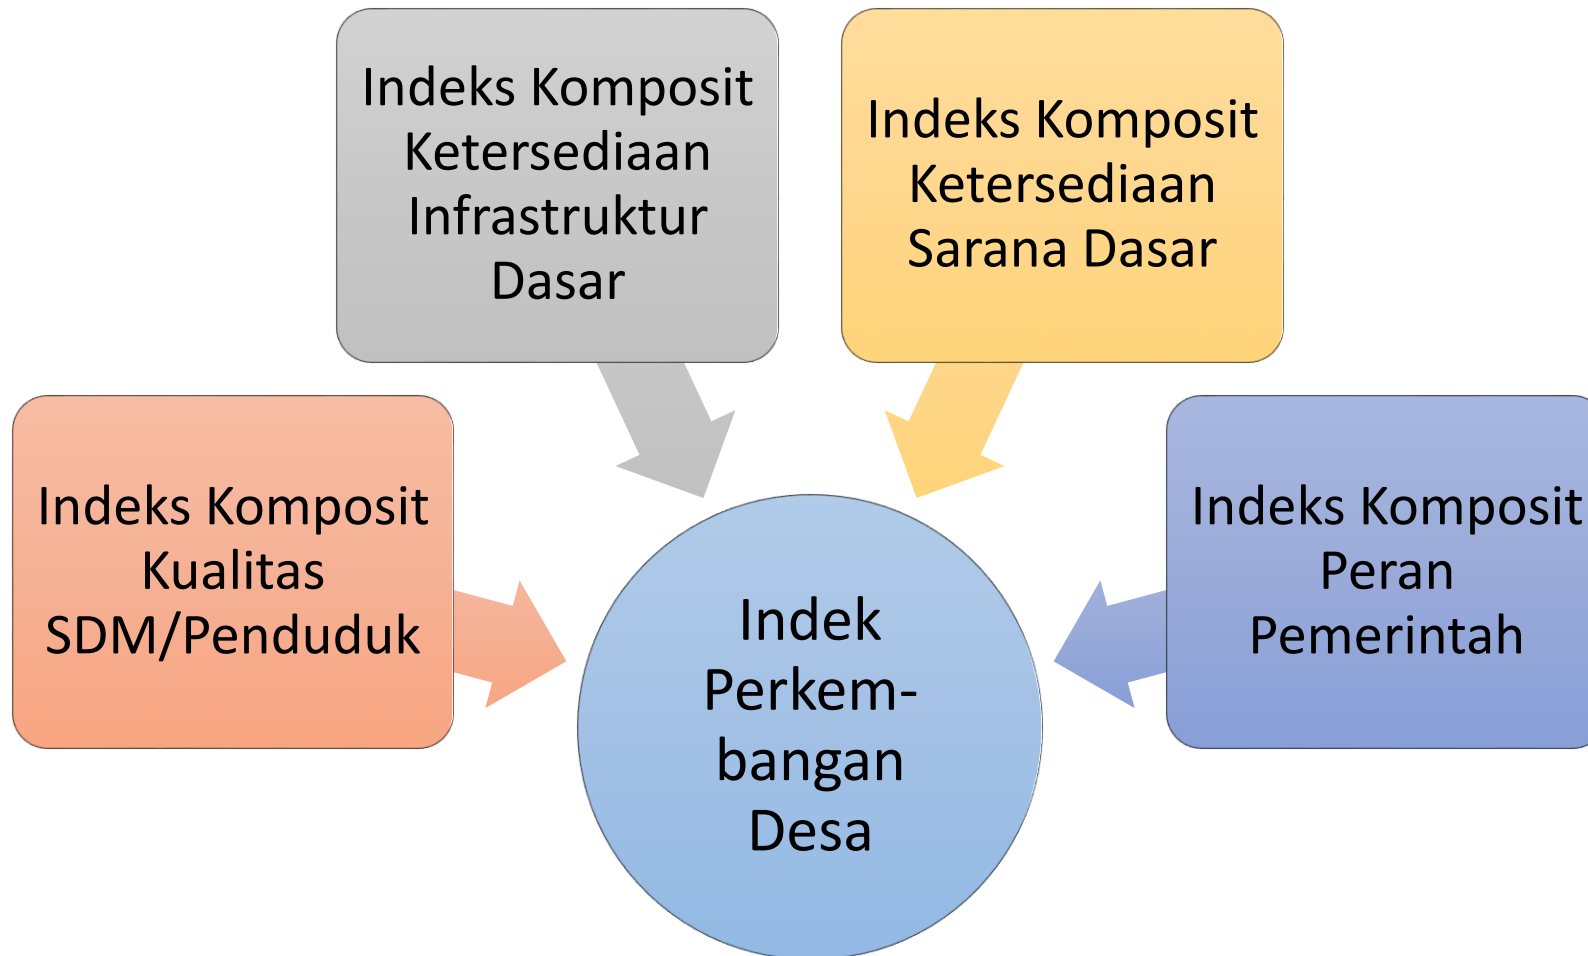 Indeks Komposit
Ketersediaan
Infrastruktur
Dasar
Indeks Komposit
Ketersediaan
Sarana Dasar
Indeks Komposit
Kualitas
SDM/Penduduk
Indeks Komposit
Peran
Pemerintah
Indek
Perkem-
bangan
Desa